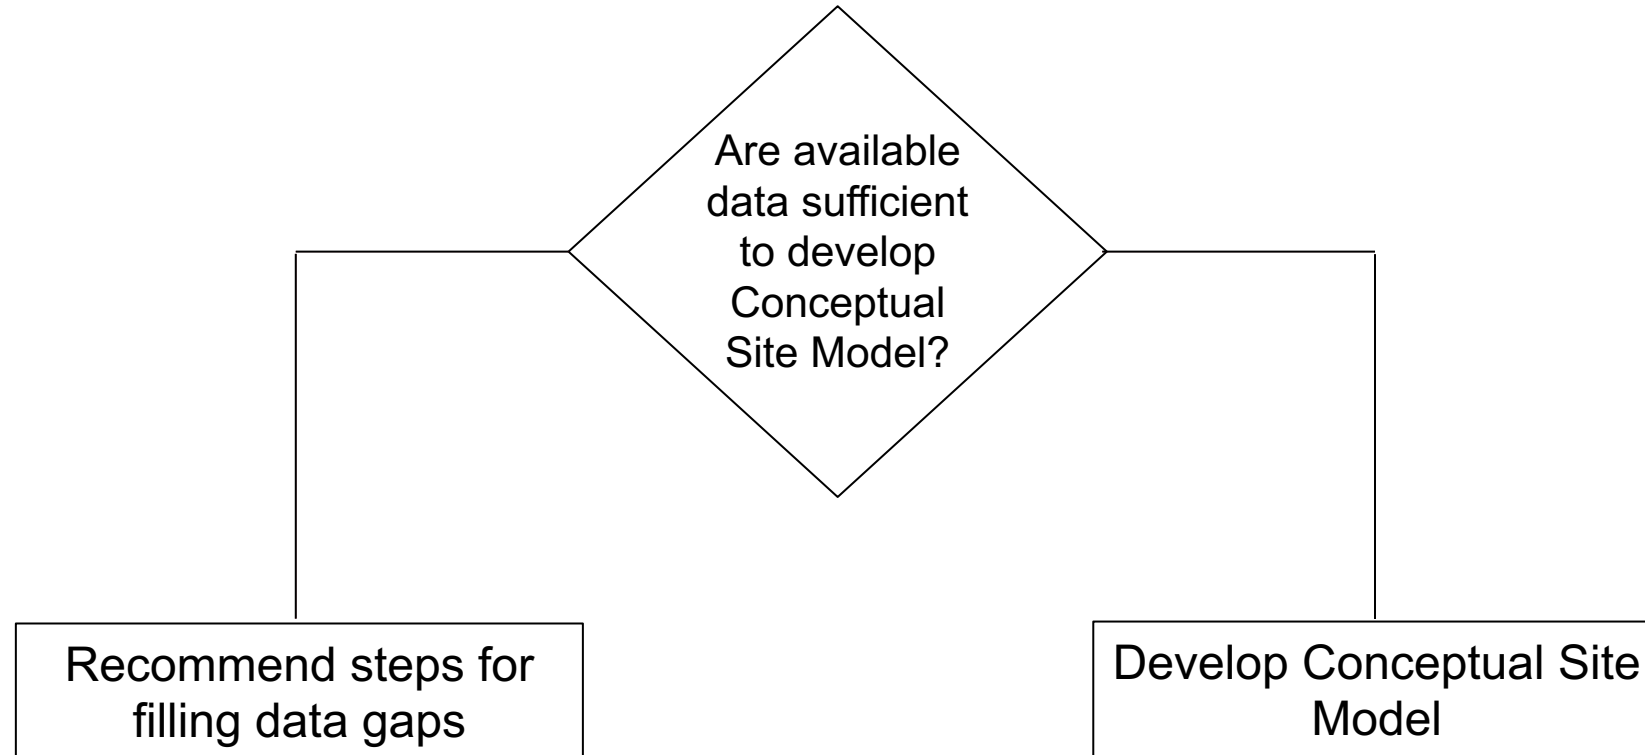 Are available
data sufficient
to develop
Conceptual
Site Model?
Recommend steps for
filling data gaps
Develop Conceptual Site
Model